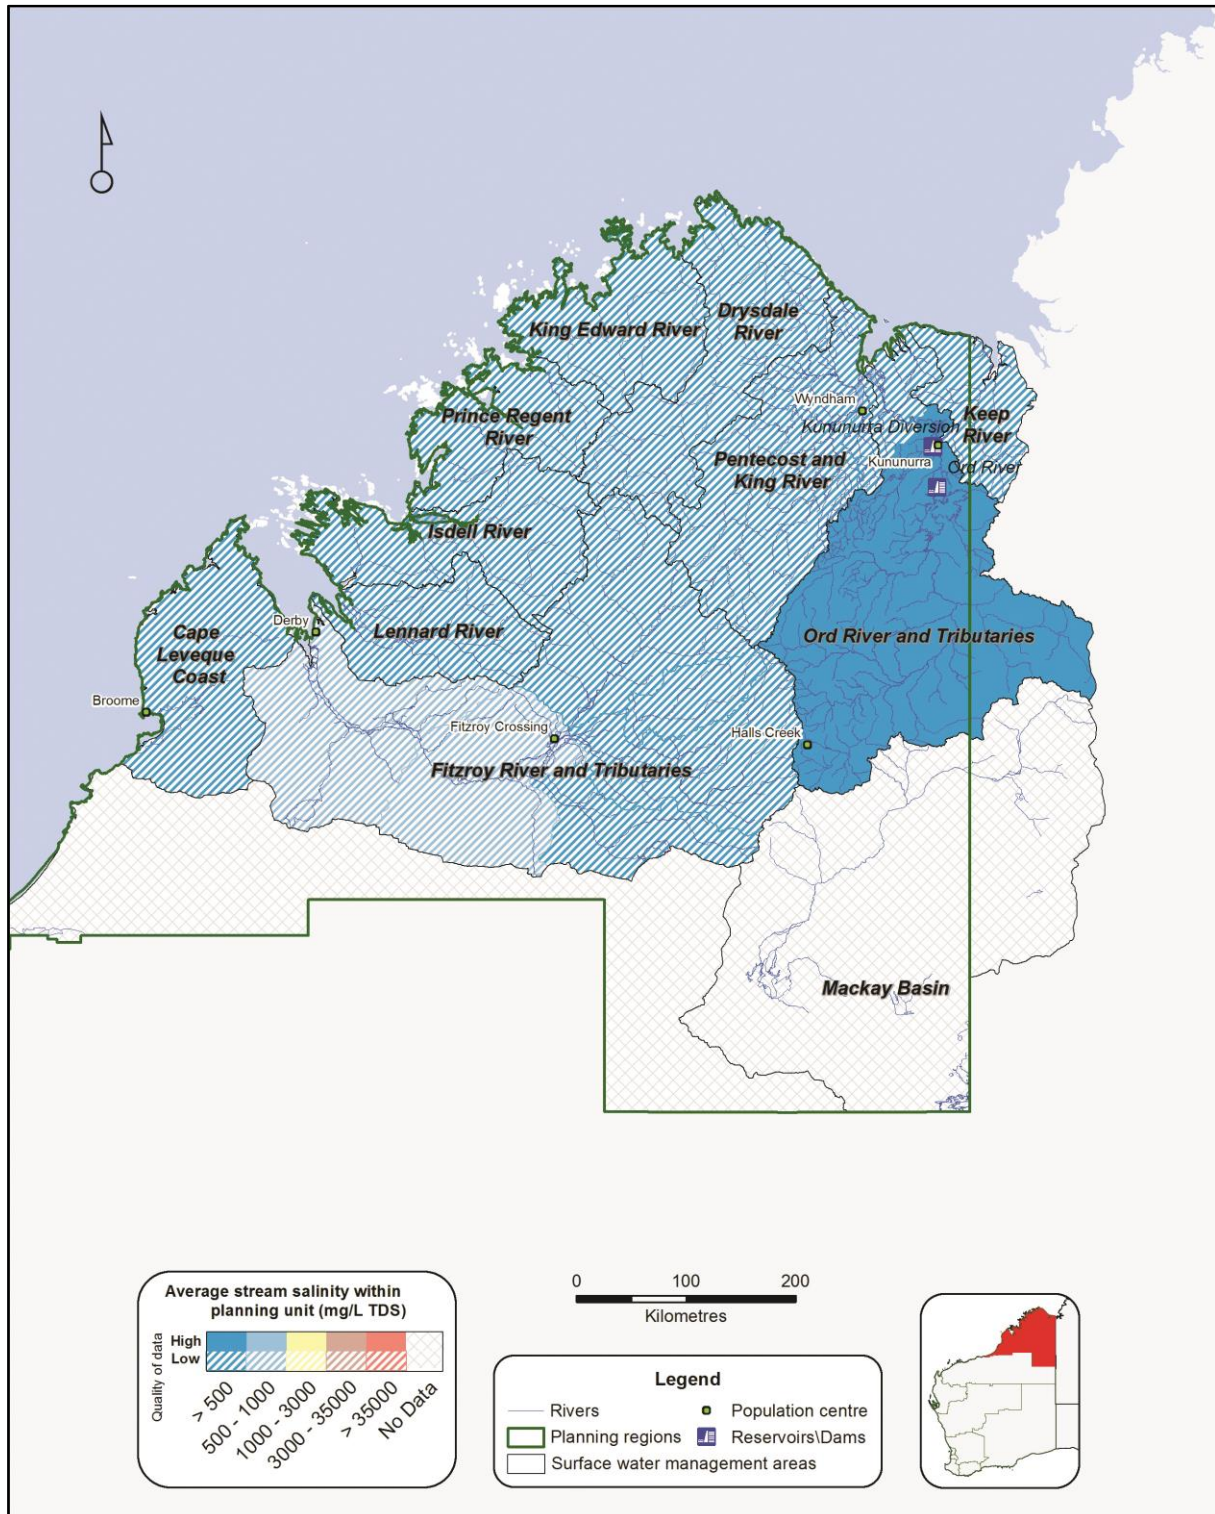 King Edward River
Drysdale
River
Prince Regent
River
Wyndham
Kununurra Diversion
Keep
River
Pentecost and
King River
Kununurra
Ord River
Isdell River
Derby
Lennard River
Cape
Leveque
Coast
Ord River and Tributaries
Broome
Fitzroy Crossing
Halls Creek
Fitzroy River and Tributaries
Mackay Basin
Average stream salinity within
planning unit (mg/L TDS)
Quality of data
High
Low
> 500
500 - 1000
1000 - 3000
3000 - 35000
> 35000
No Data
0 100 200
Kilometres
Legend
Rivers
Planning regions
Surface water management areas
Population centre
Reservoirs\Dams